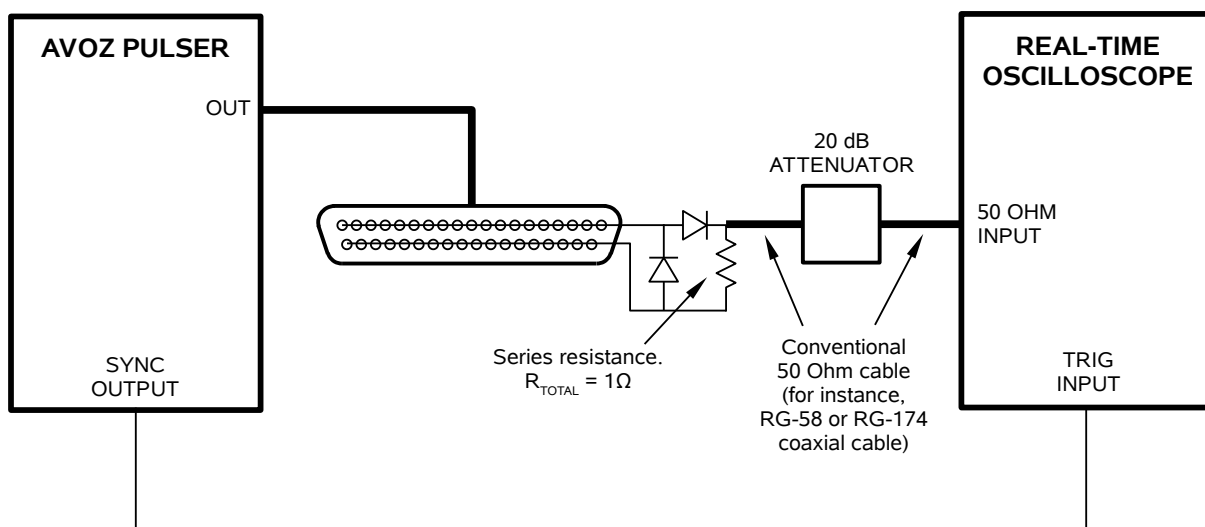 AVOZ PULSER
OUT
SYNC
OUTPUT
Series resistance.
R_TOTAL = 1Ω
20 dB
ATTENUATOR
Conventional
50 Ohm cable
(for instance,
RG-58 or RG-174
coaxial cable)
REAL-TIME
OSCILLOSCOPE
50 OHM
INPUT
TRIG
INPUT